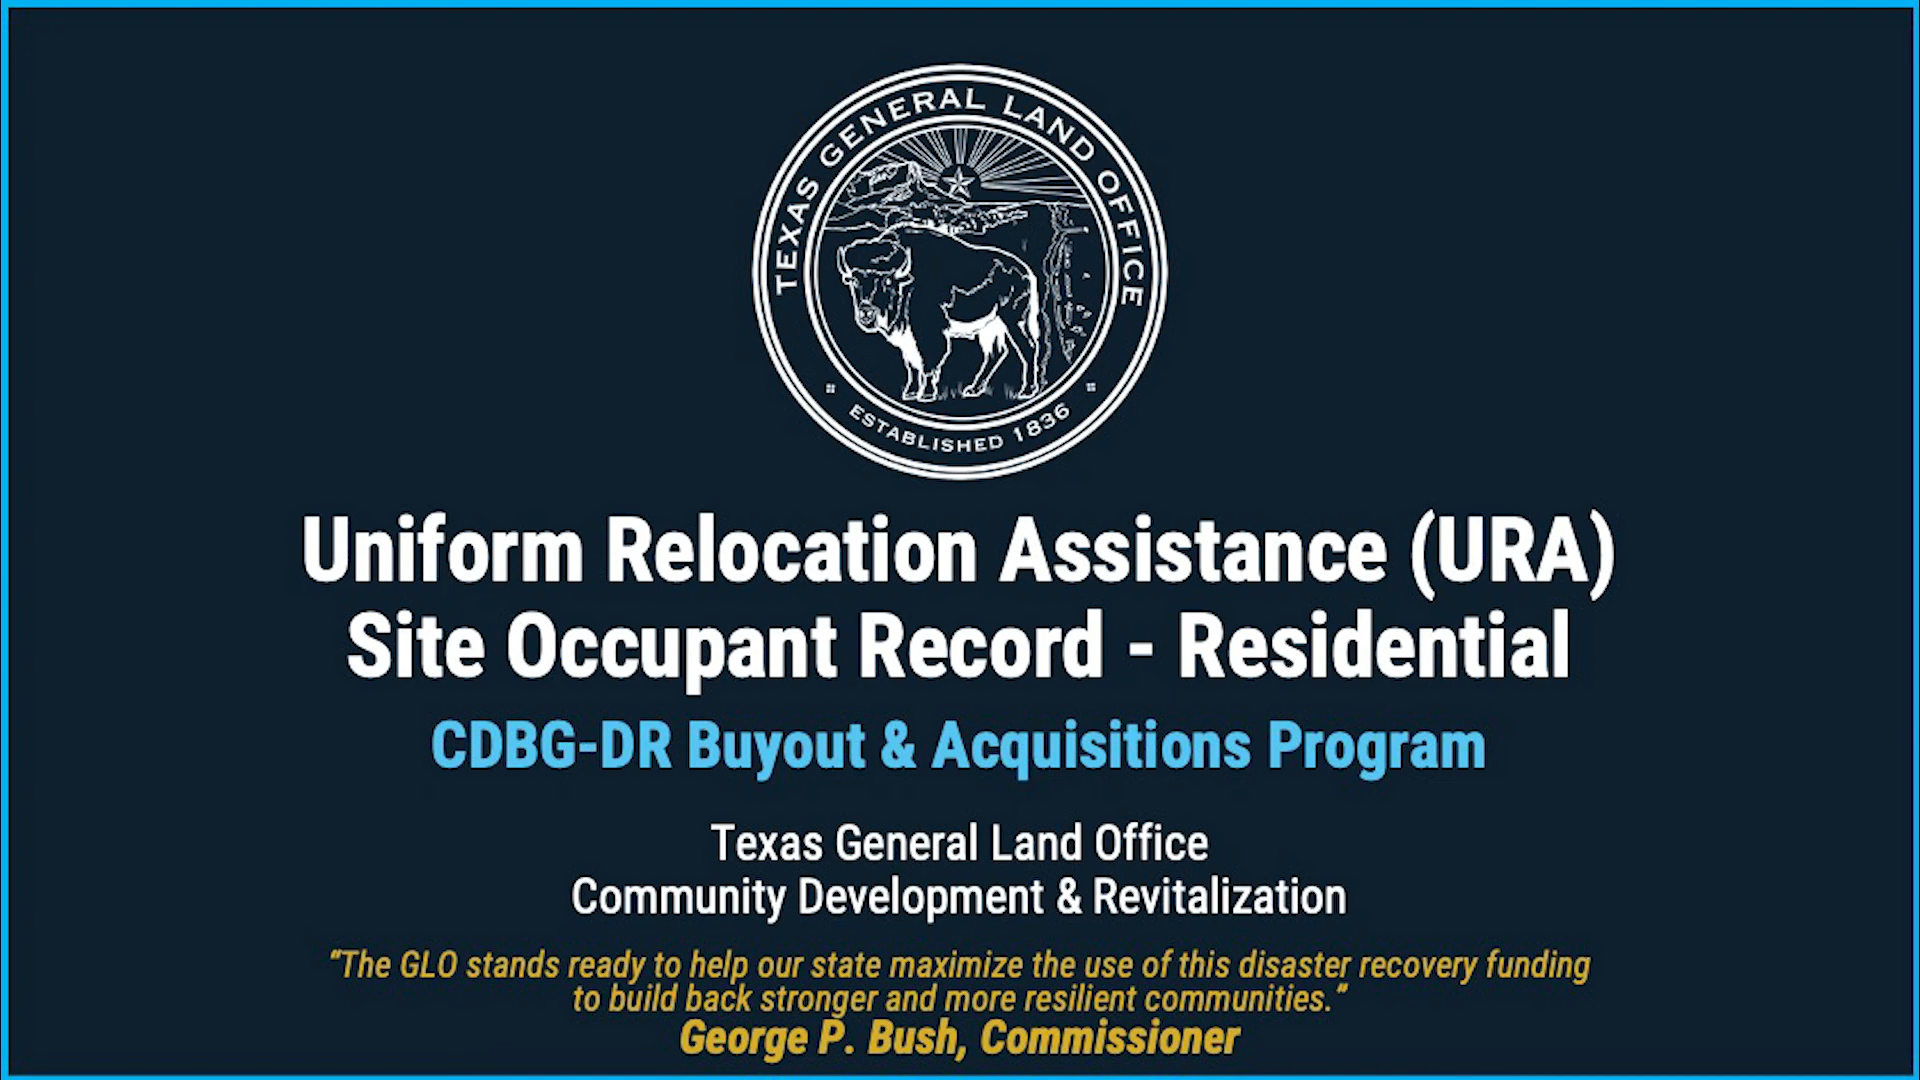 TEXAS GENERAL LAND OFFICE
ESTABLISHED 1836
Uniform Relocation Assistance (URA)
Site Occupant Record - Residential
CDBG-DR Buyout & Acquisitions Program
Texas General Land Office
Community Development & Revitalization
“The GLO stands ready to help our state maximize the use of this disaster recovery funding
to build back stronger and more resilient communities.“
George P. Bush, Commissioner